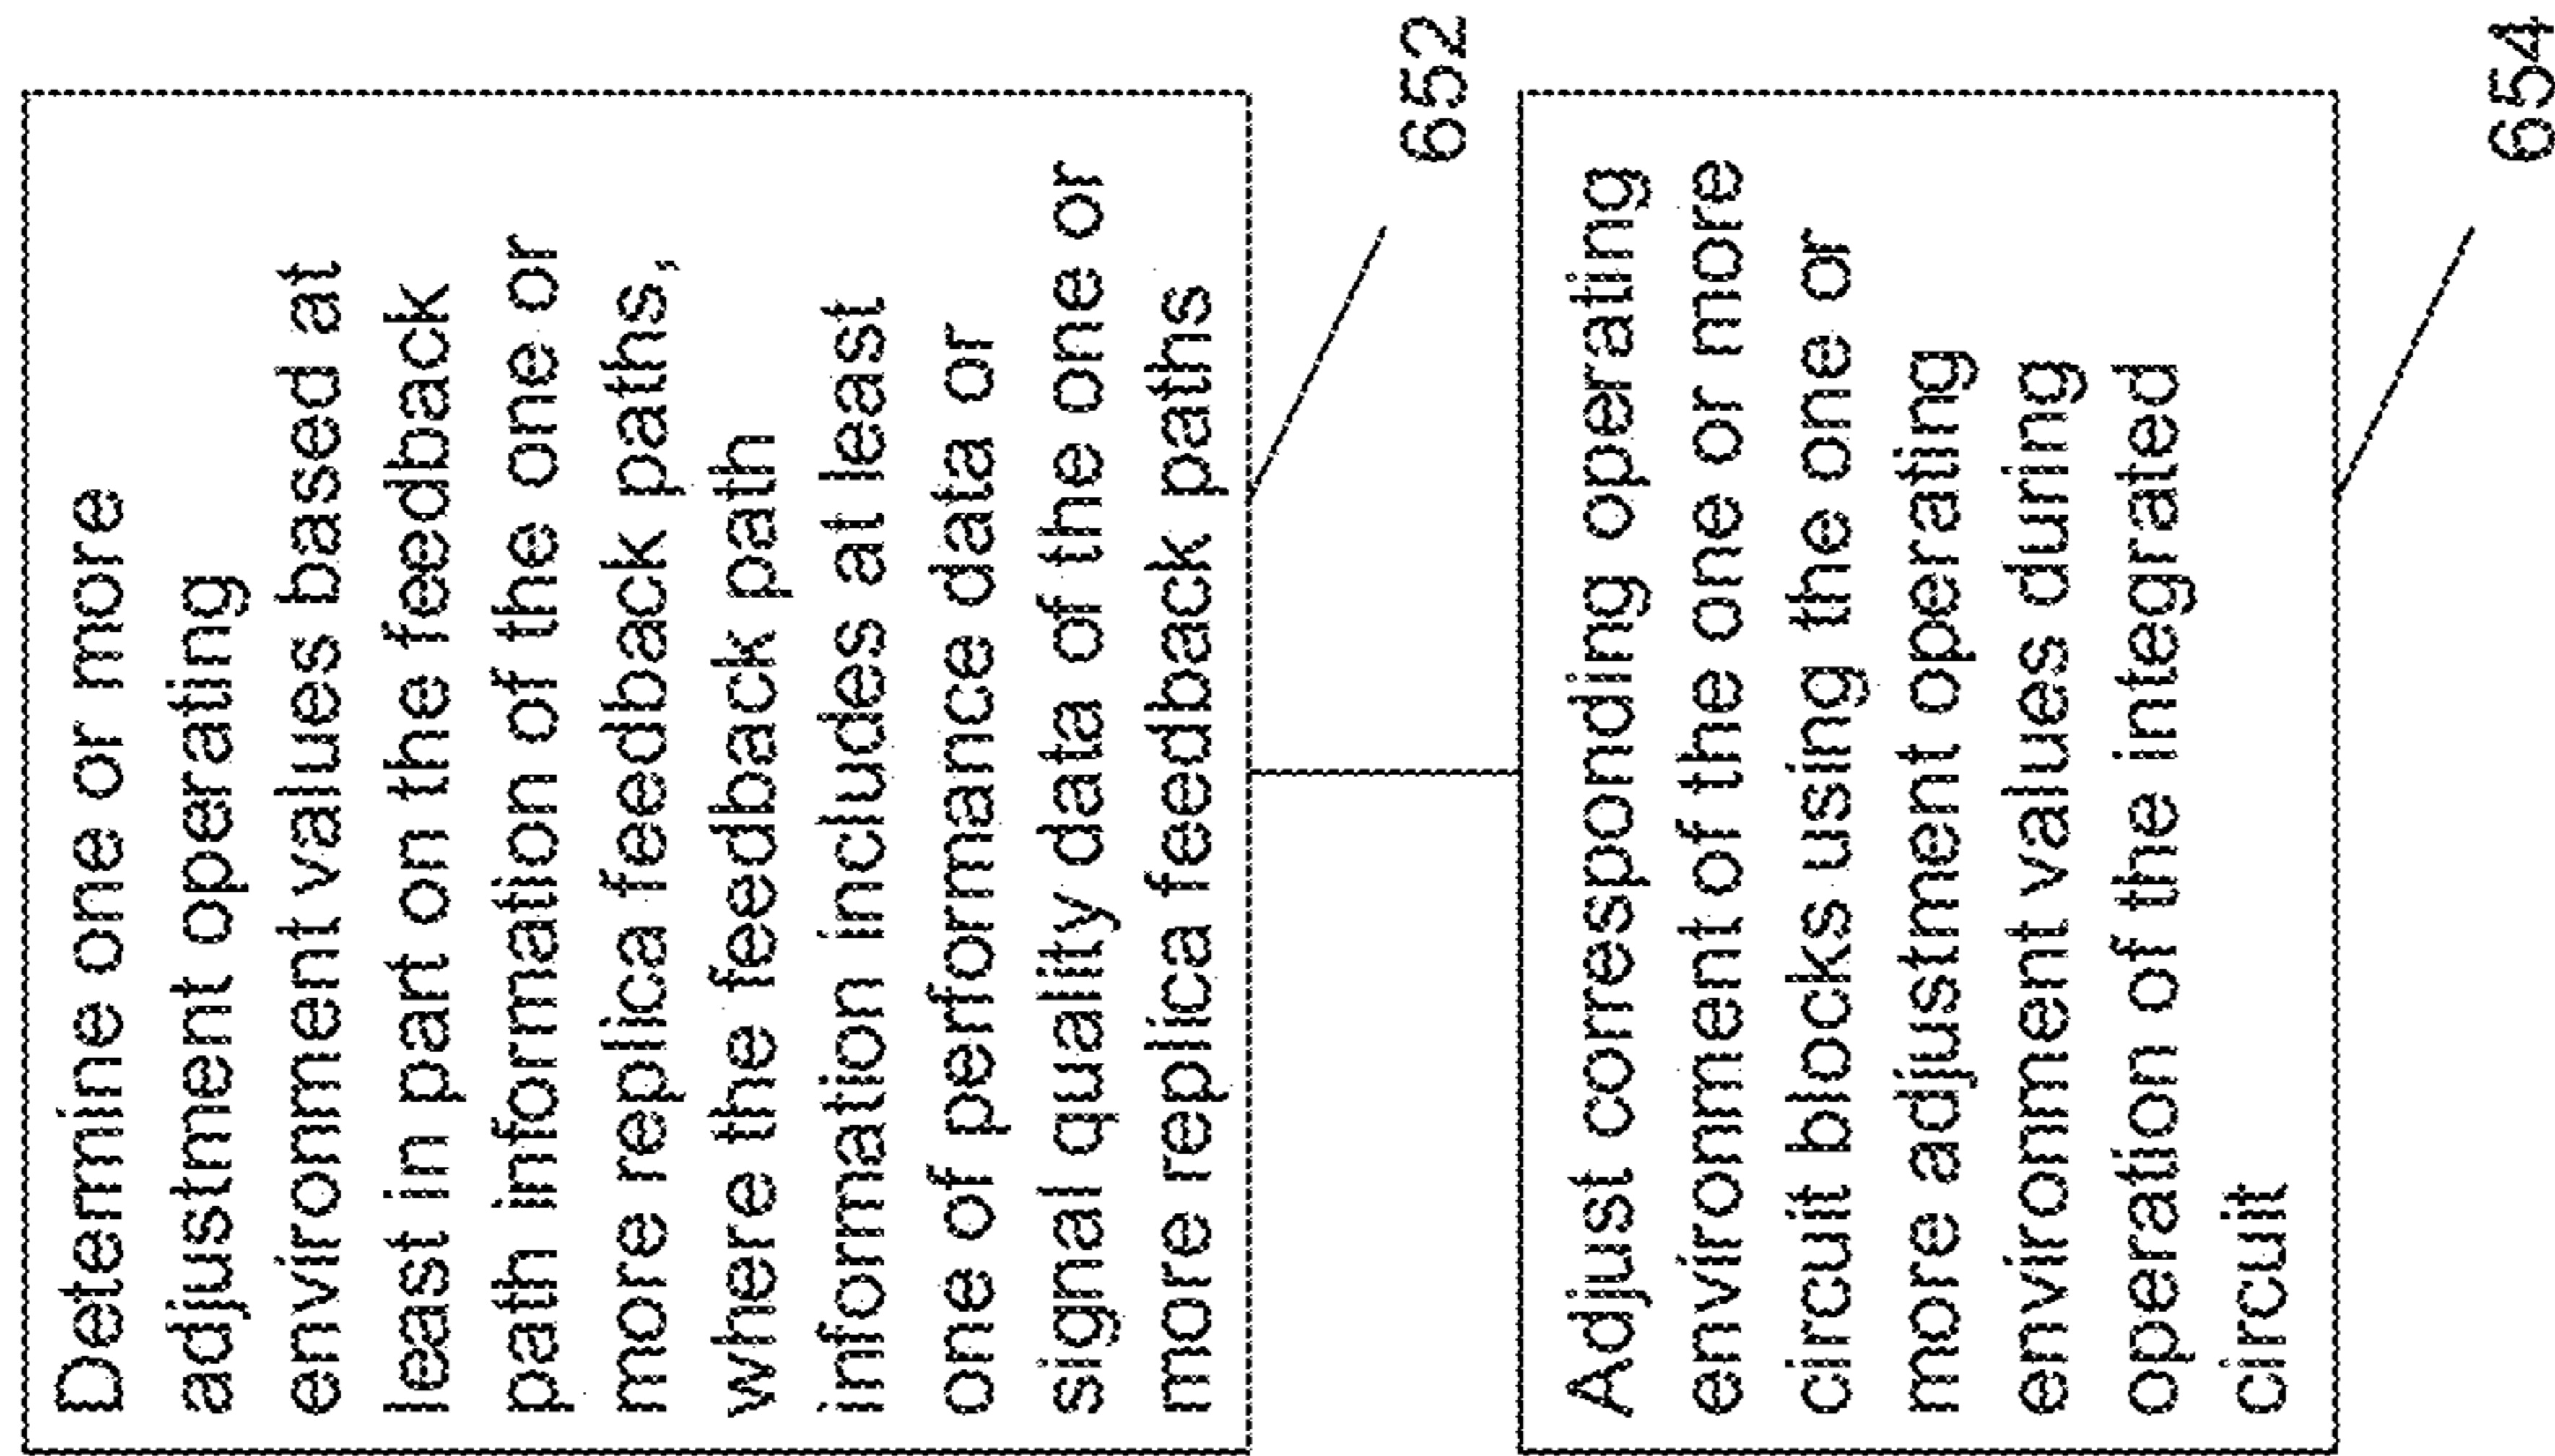 Determine one or more
adjustment operating
environment values based at
least in part on the feedback
path information of the one or
more replica feedback paths,
where the feedback path
information includes at least
one of performance data or
signal quality data of the one or
more replica feedback paths
652
Adjust corresponding operating
environment of the one or more
circuit blocks using the one or
more adjustment operating
environment values during
operation of the integrated
circuit
654